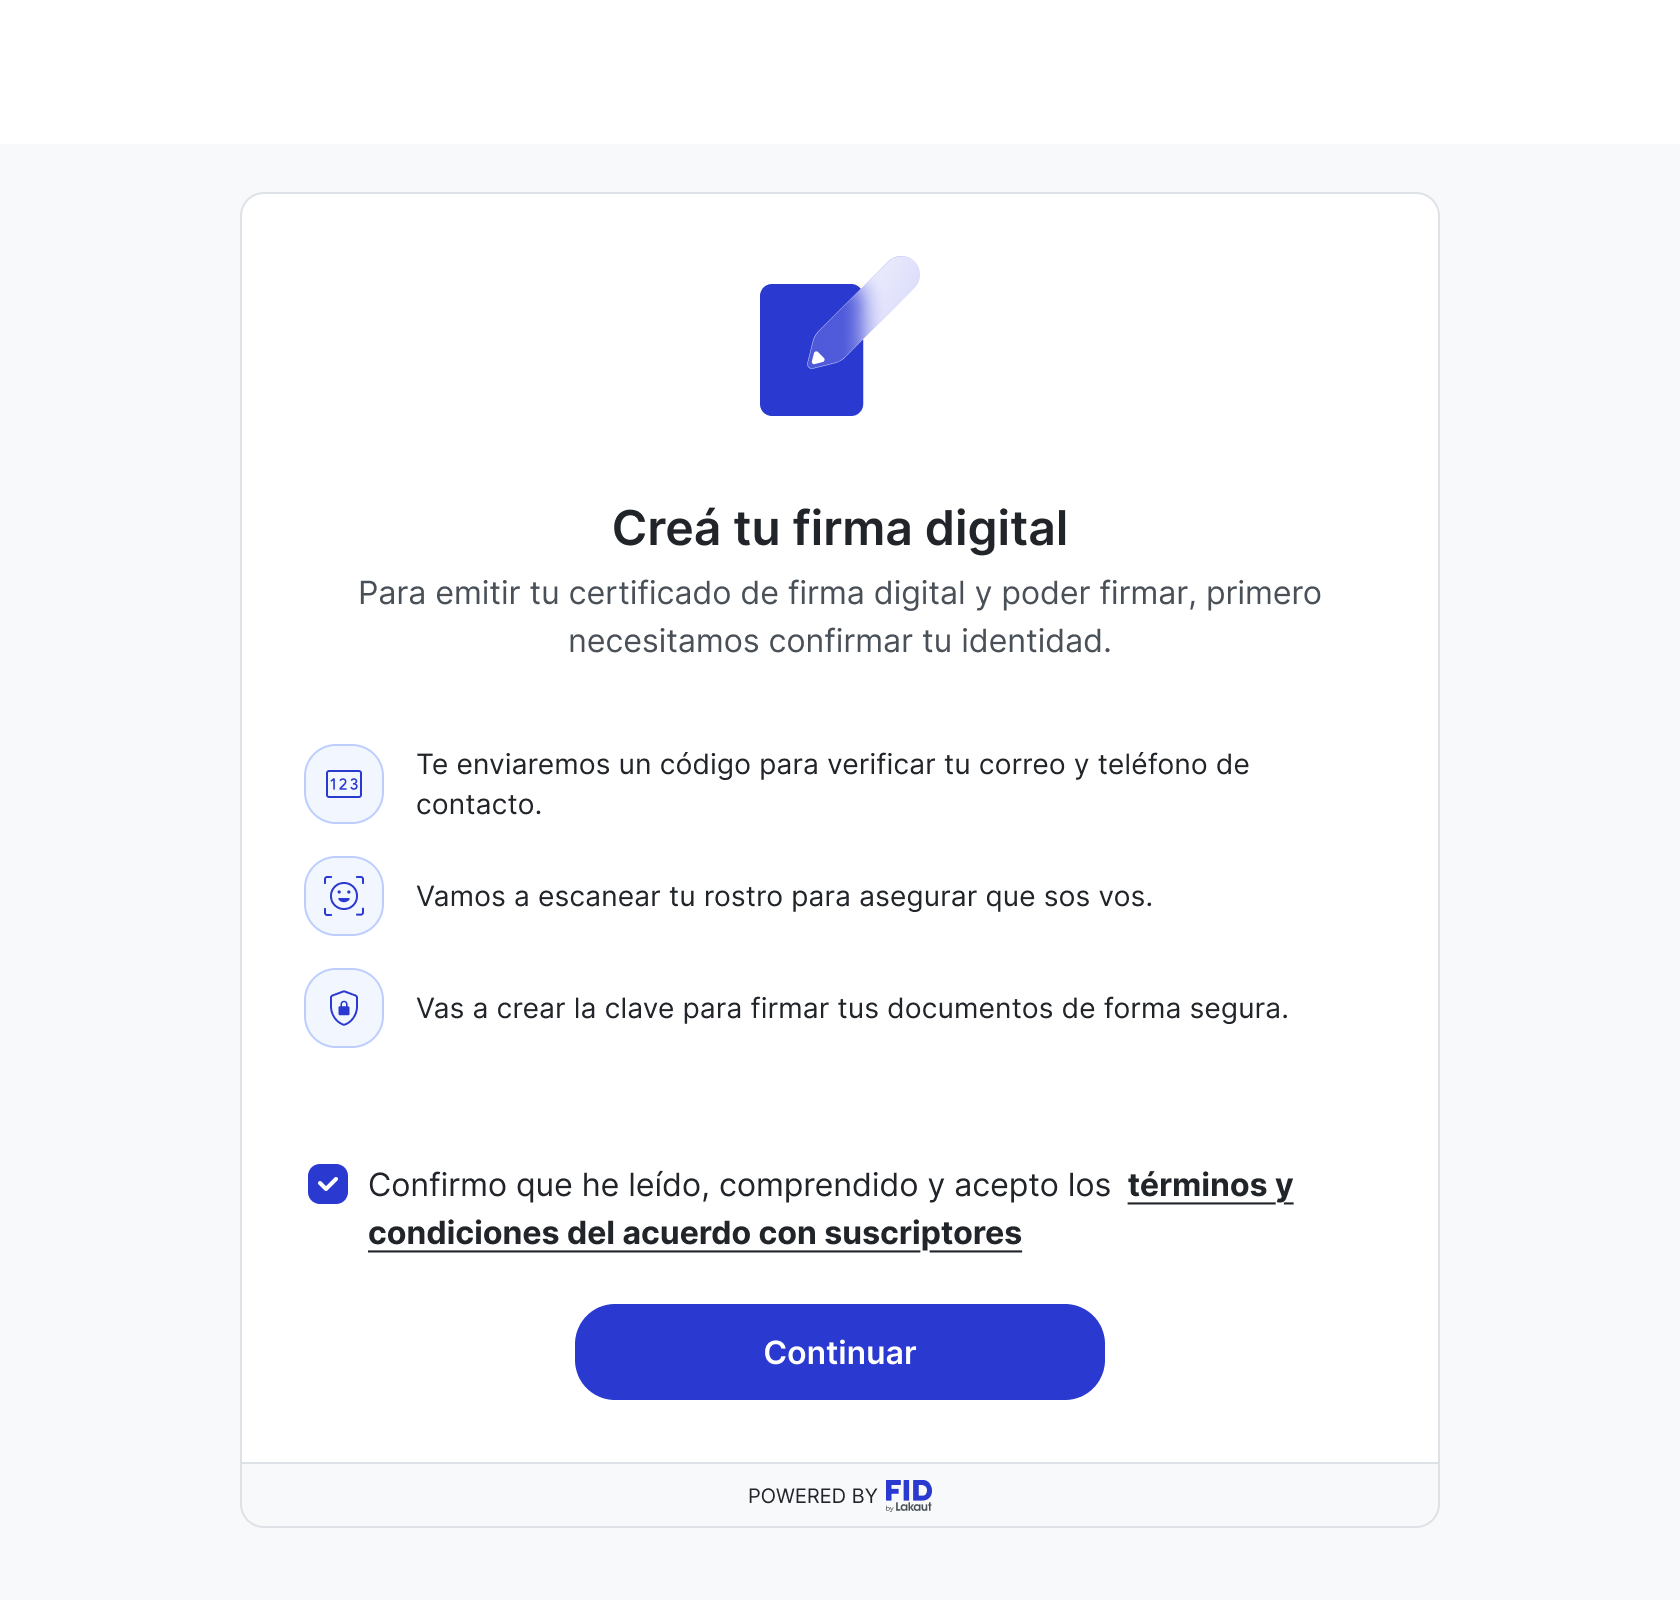 Creá tu firma digital
Para emitir tu certificado de firma digital y poder firmar, primero
necesitamos confirmar tu identidad.
123
Te enviaremos un código para verificar tu correo y teléfono de
contacto.
Vamos a escanear tu rostro para asegurar que sos vos.
Vas a crear la clave para firmar tus documentos de forma segura.
Confirmo que he leído, comprendido y acepto los términos y
condiciones del acuerdo con suscriptores
Continuar
POWERED BY FID
by Lakaut